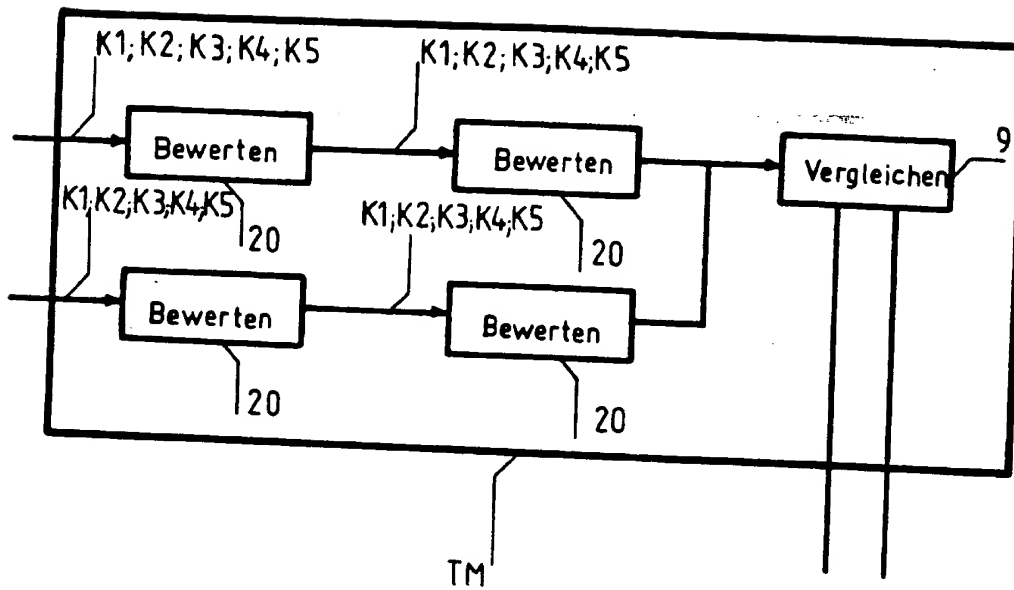 K1; K2; K3; K4; K5
K1; K2; K3; K4; K5
9
Bewerten
Bewerten
Vergleichen
K1; K2; K3; K4; K5
K1; K2; K3; K4; K5
20
20
Bewerten
Bewerten
20
20
TM